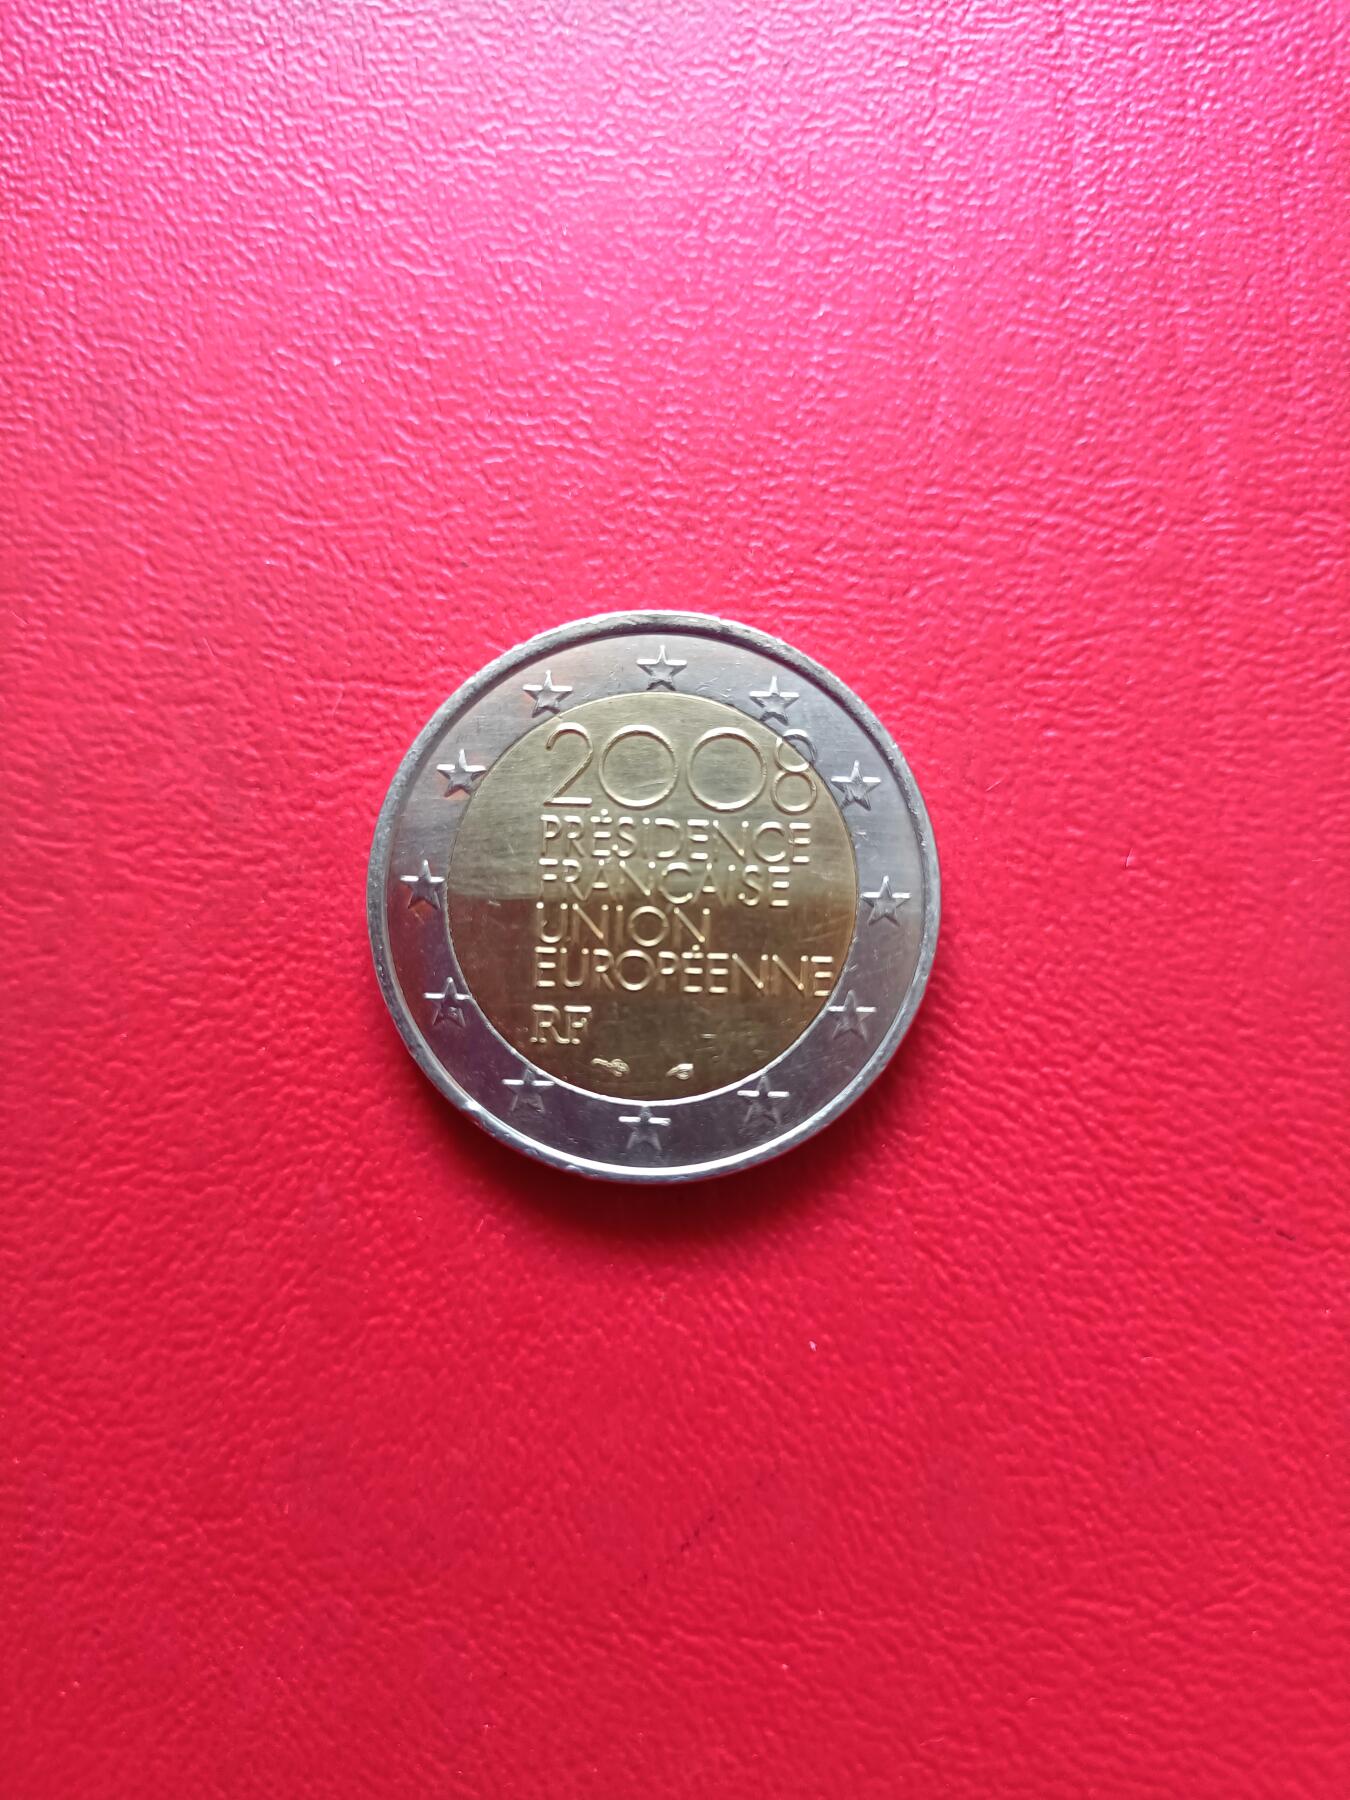 2008
PRÉSIDENCE
FRANÇAISE
UNION
EUROPÉENNE
RF